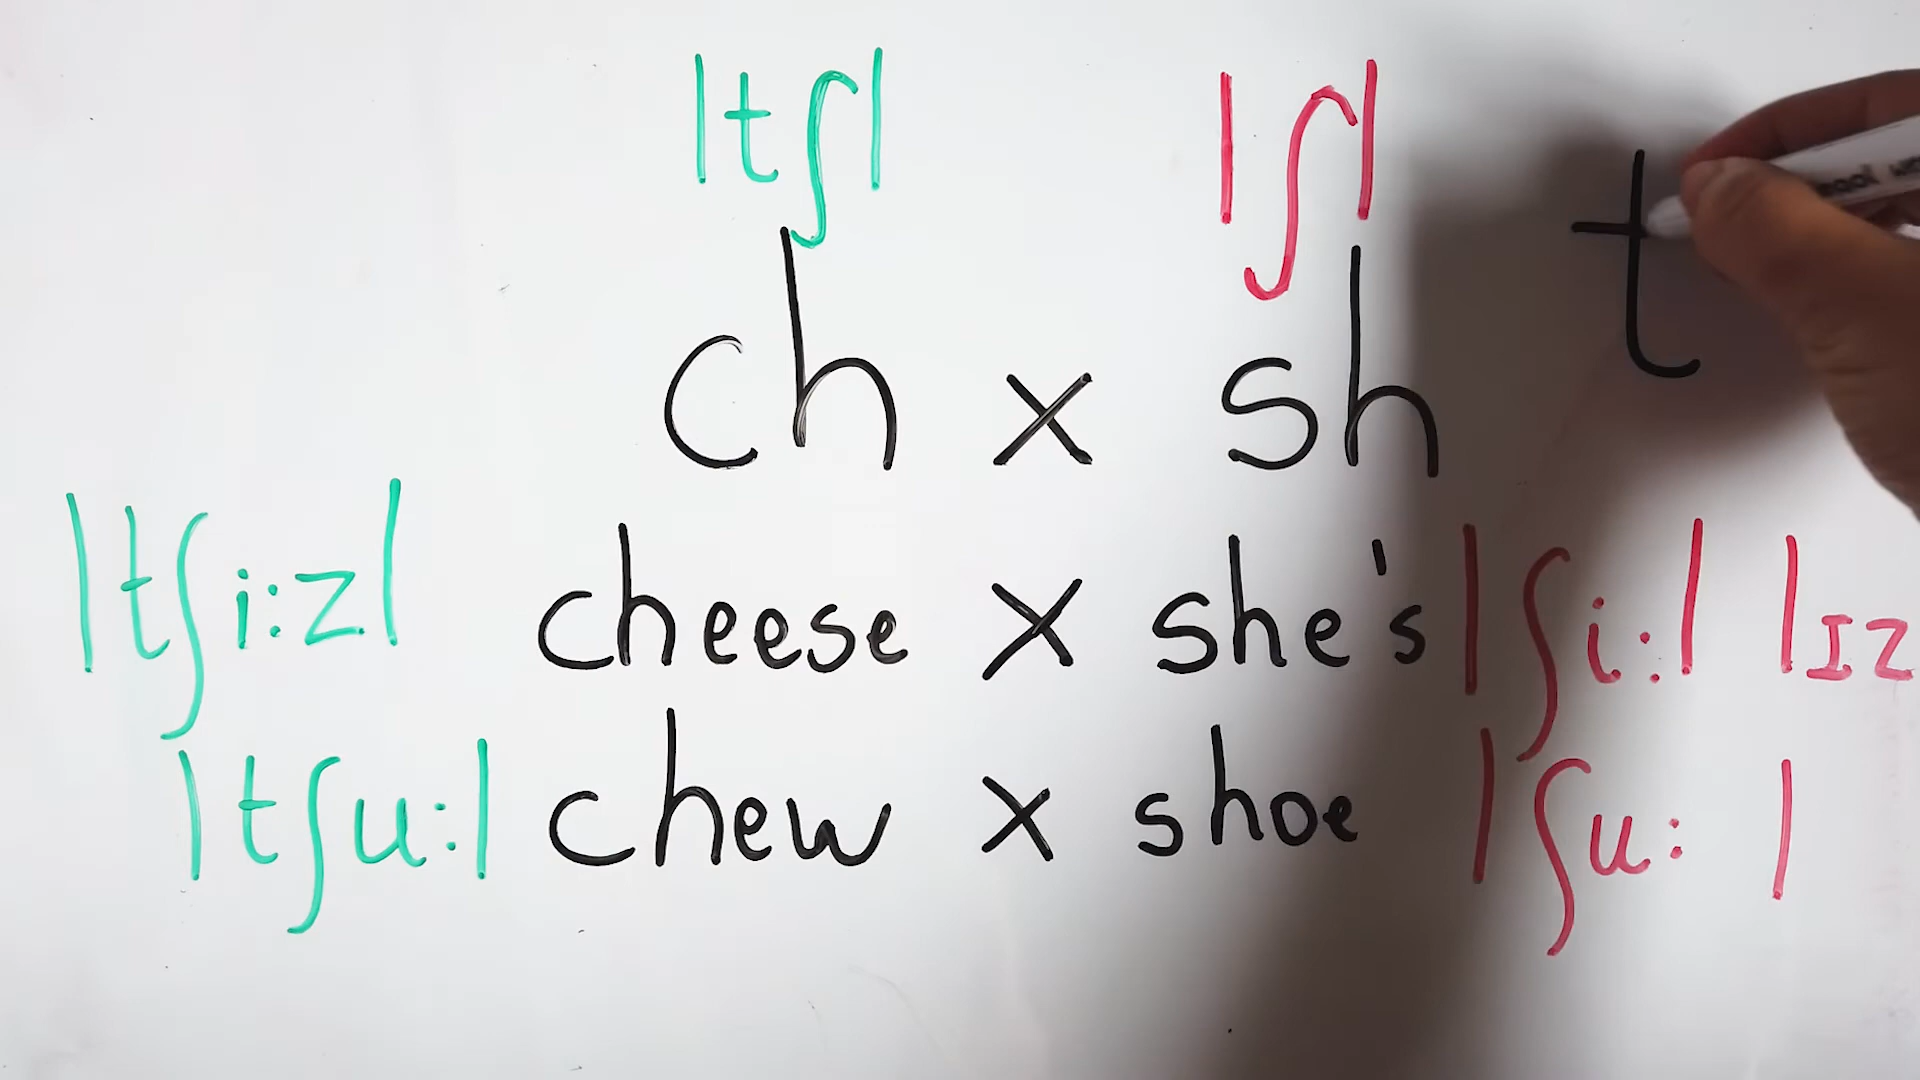 |tʃ| |ʃ|
ch x sh t
|tʃi:z| cheese x she's |ʃi:| |ɪz
|tʃu:| chew x shoe |ʃu: |